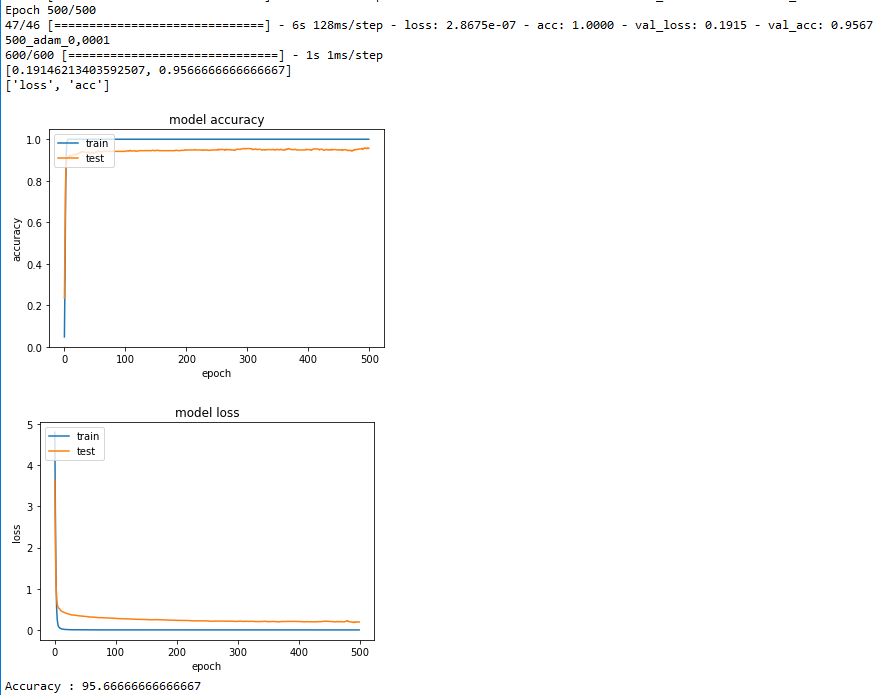 Epoch 500/500
47/46 [==============================] - 6s 128ms/step - loss: 2.8675e-07 - acc: 1.0000 - val_loss: 0.1915 - val_acc: 0.9567
500_adam_0,0001
600/600 [==============================] - 1s 1ms/step
[0.19146213403592507, 0.9566666666666667]
['loss', 'acc']
model accuracy
train
test
1.0
0.8
0.6
0.4
0.2
0.0
accuracy
0 100 200 300 400 500
epoch
model loss
train
test
5
4
3
2
1
0
loss
0 100 200 300 400 500
epoch
Accuracy : 95.66666666666667